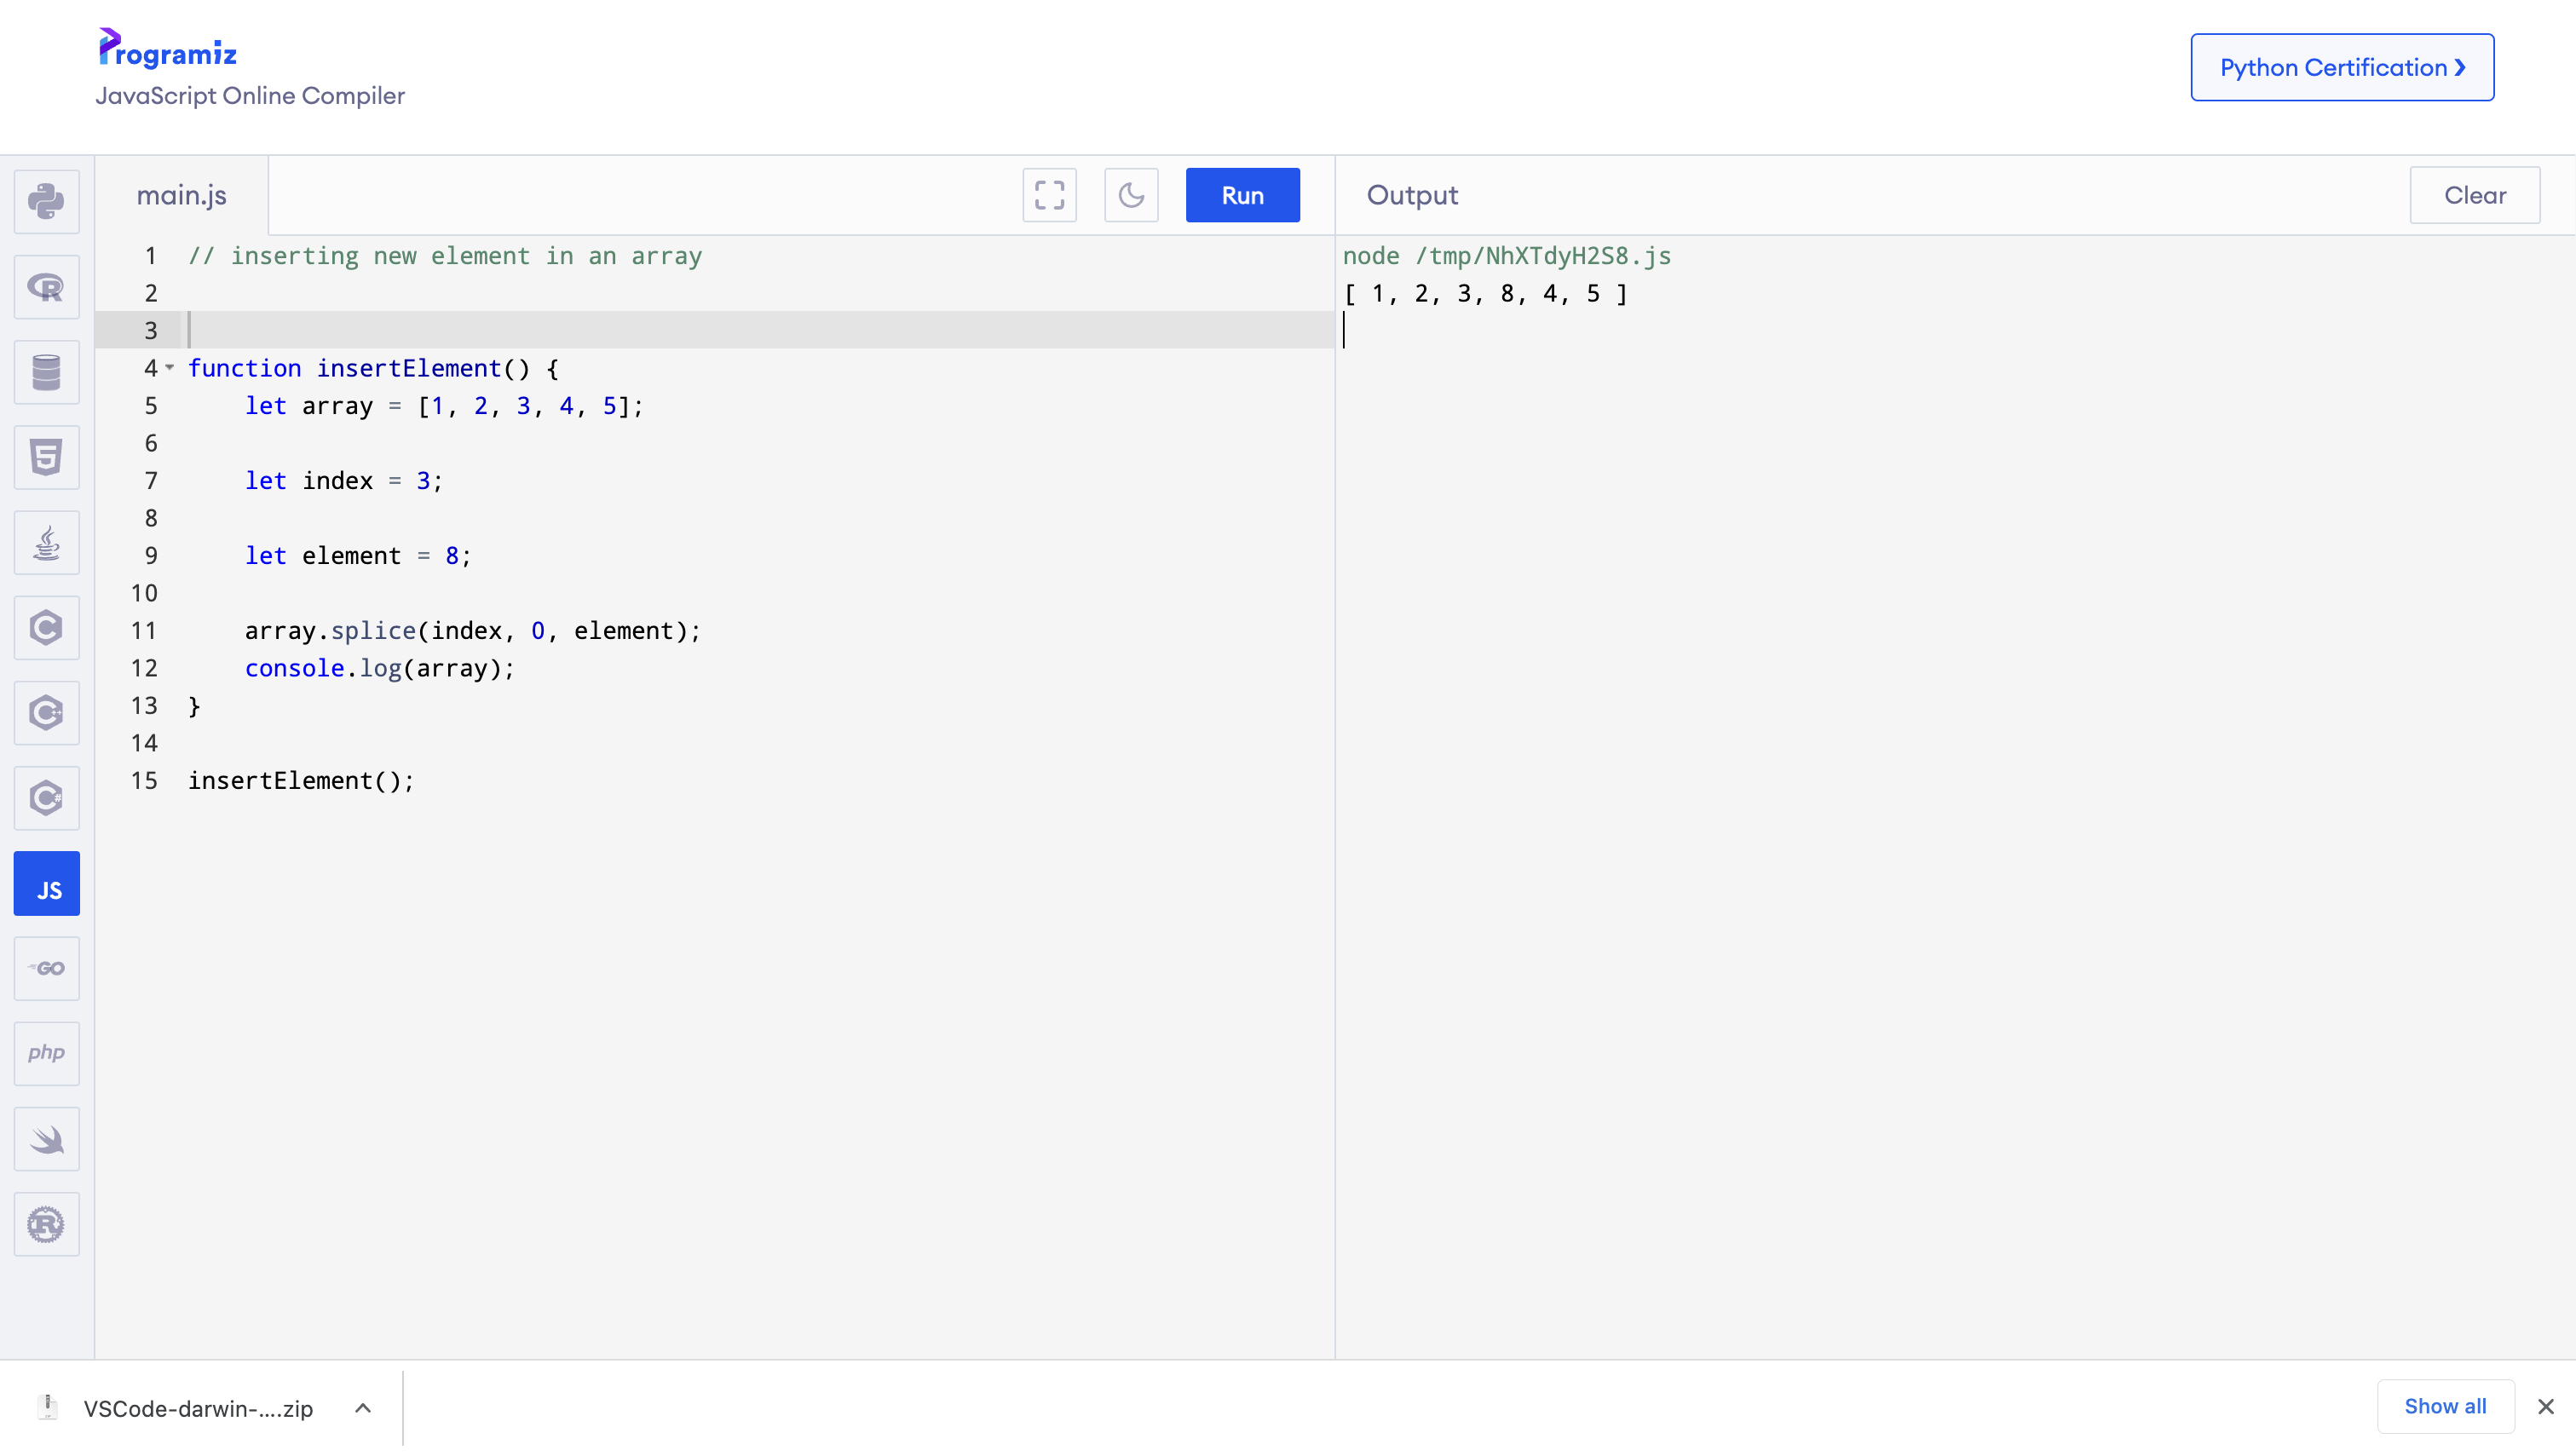 Programiz
JavaScript Online Compiler
Python Certification ❯
main.js
Run
Output
Clear
1 // inserting new element in an array
2
3
4 function insertElement() {
5 let array = [1, 2, 3, 4, 5];
6
7 let index = 3;
8
9 let element = 8;
10
11 array.splice(index, 0, element);
12 console.log(array);
13 }
14
15 insertElement();
node /tmp/NhXTdyH2S8.js
[ 1, 2, 3, 8, 4, 5 ]
R
5
C
C++
C#
JS
GO
php
R
VSCode-darwin-....zip
Show all